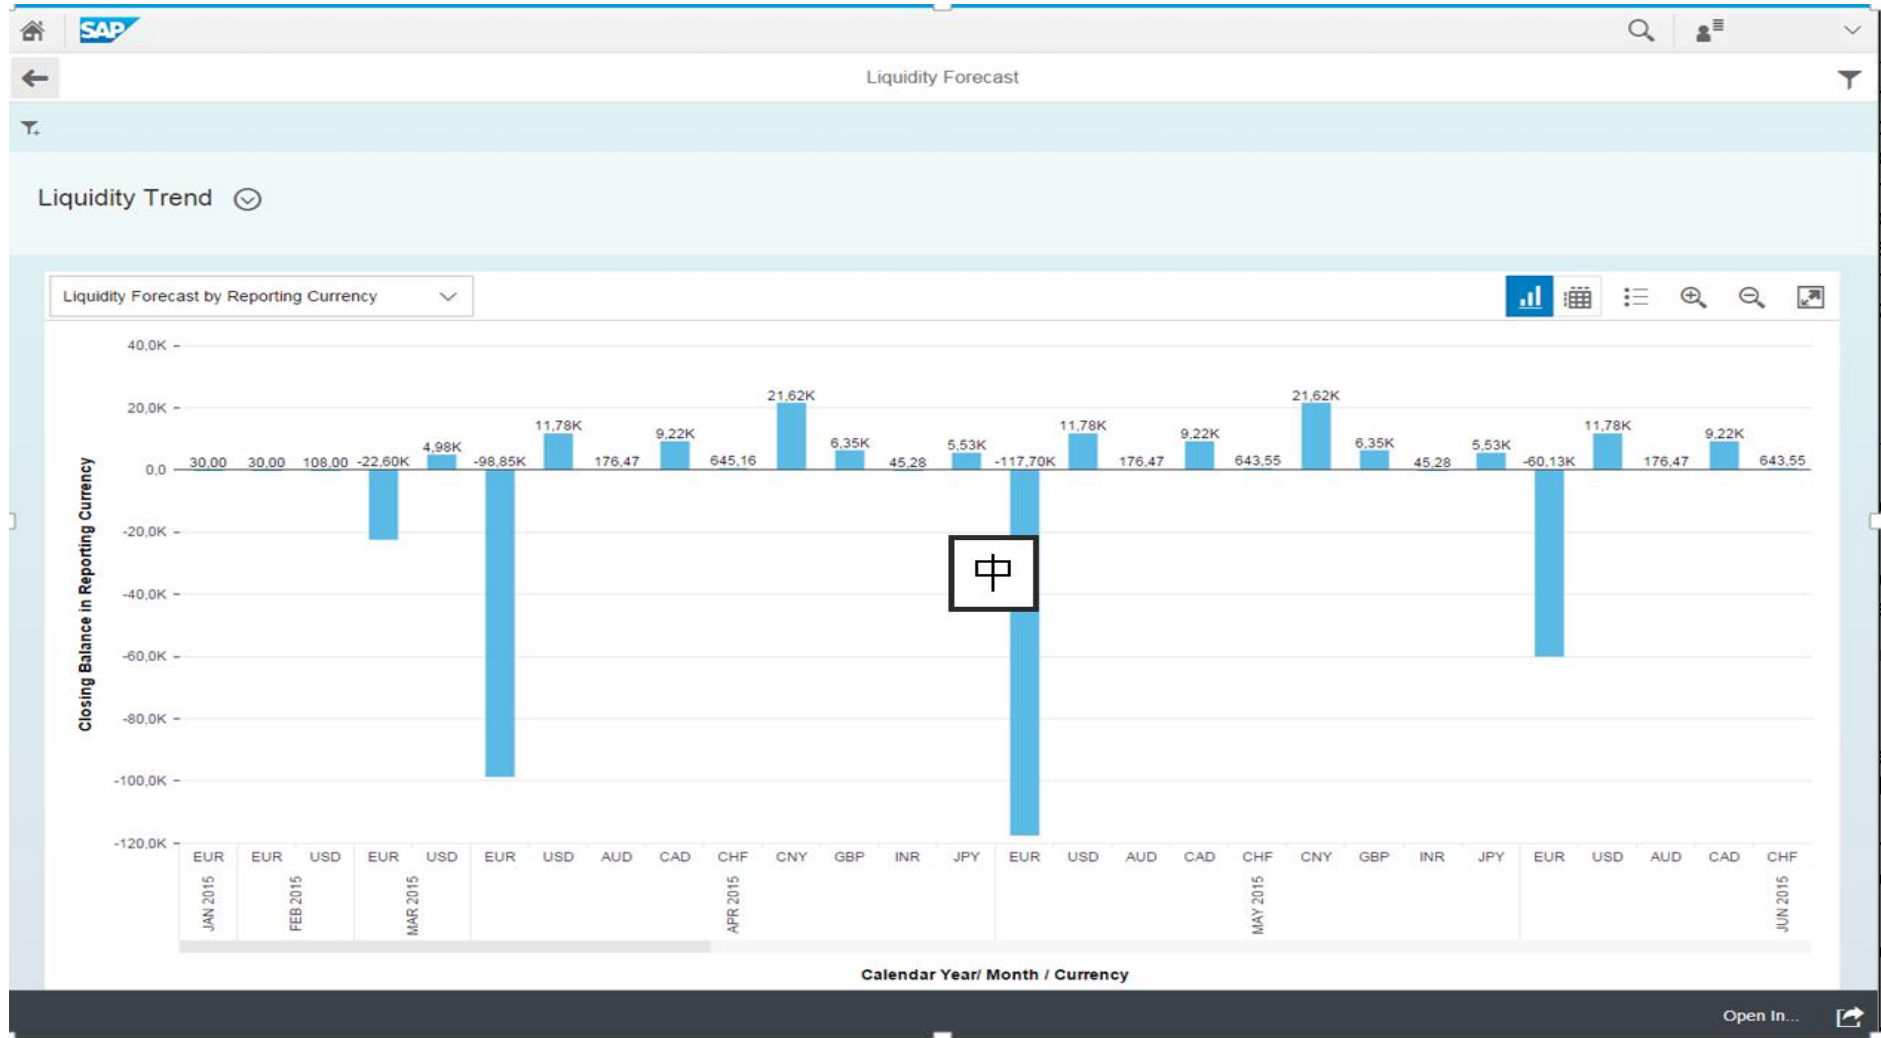 SAP
Liquidity Forecast
Liquidity Trend
Liquidity Forecast by Reporting Currency
40,0K
20,0K
0,0
-20,0K
-40,0K
-60,0K
-80,0K
-100,0K
-120,0K
Closing Balance in Reporting Currency
30,00 30,00 108,00 -22,60K 4,98K -98,85K 11,78K 176,47 9,22K 645,16 21,62K 6,35K 45,28 5,53K -117,70K 11,78K 176,47 9,22K 643,55 21,62K 6,35K 45,28 5,53K -60,13K 11,78K 176,47 9,22K 643,55
中
EUR EUR USD EUR USD EUR USD AUD CAD CHF CNY GBP INR JPY EUR USD AUD CAD CHF CNY GBP INR JPY EUR USD AUD CAD CHF
JAN 2015 FEB 2015 MAR 2015 APR 2015 MAY 2015 JUN 2015
Calendar Year/ Month / Currency
Open In...